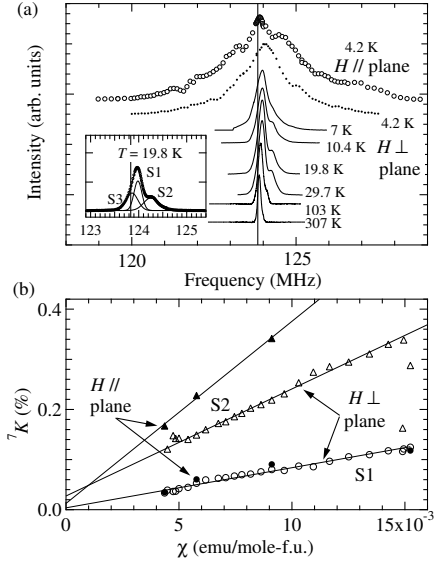 (a)
Intensity (arb. units)
4.2 K
H // plane
4.2 K
H ⊥
plane
7 K
10.4 K
19.8 K
29.7 K
103 K
307 K
T = 19.8 K
S1
S3
S2
123 124 125
120 125
Frequency (MHz)
(b)
0.4
0.2
0.0
⁷K (%)
H //
plane
S2
H ⊥
plane
S1
0 5 10 15x10⁻³
χ (emu/mole-f.u.)